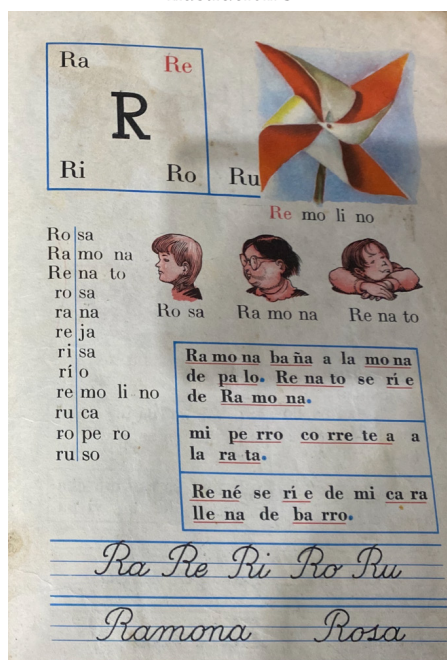 Ra Re
R
Ri Ro Ru
Re mo li no
Ro sa
Ra mo na
Re na to
ro sa
ra na
re ja
ri sa
rí o
re mo li no
ru ca
ro pe ro
ru so
Ro sa Ra mo na Re na to
Ra mo na ba ña a la mo na
de pa lo. Re na to se rí e
de Ra mo na.
mi pe rro co rre te a a
la ra ta.
Re né se rí e de mi ca ra
lle na de ba rro.
Ra Re Ri Ro Ru
Ramona Rosa